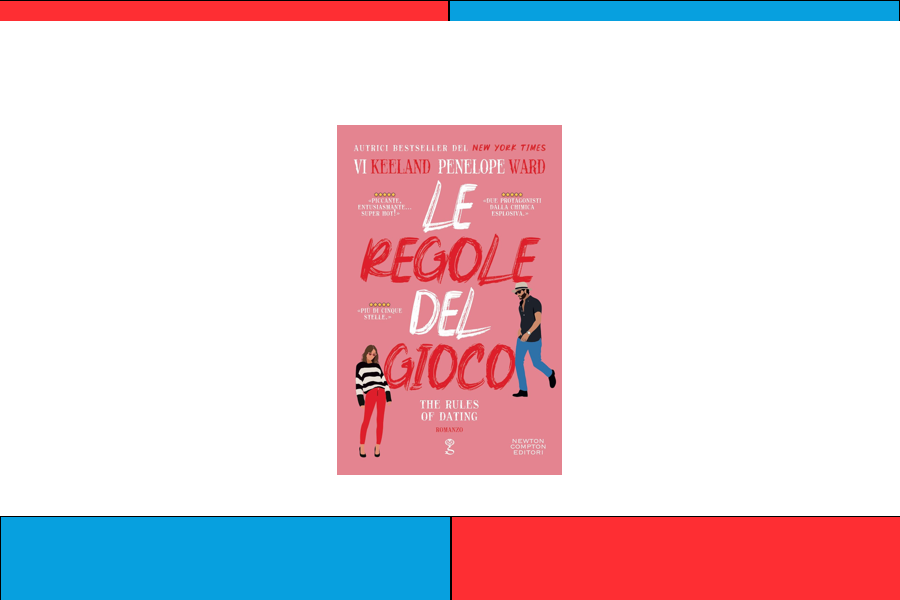 AUTRICI BESTSELLER DEL NEW YORK TIMES
VI KEELAND PENELOPE WARD
LE
REGOLE
DEL
GIOCO
«PICCANTE,
ENTUSIASMANTE...
SUPER HOT!»
«DUE PROTAGONISTI
DALLA CHIMICA
ESPLOSIVA.»
«PIÙ DI CINQUE
STELLE.»
THE RULES
OF DATING
ROMANZO
NEWTON
COMPTON
EDITORI